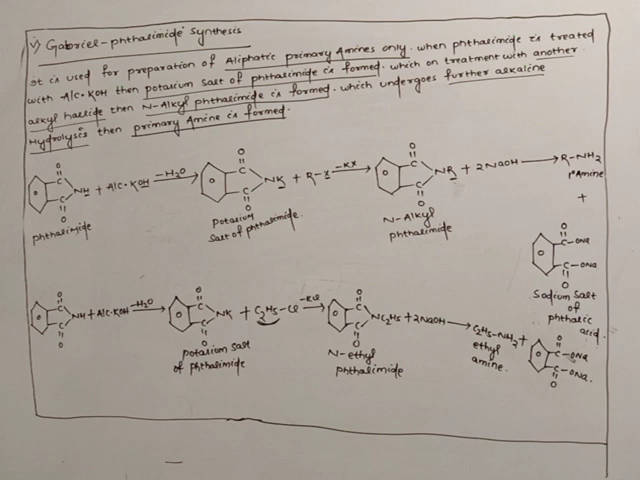 v) Gabriel-phthalimide Synthesis
It is used for preparation of Aliphatic primary Amines only. when phthalimide is treated
with Alc. KOH then potassium salt of phthalimide is formed. which on treatment with another
alkyl halide then N-Alkyl phthalimide is formed. which undergoes further alkaline
Hydrolysis then primary Amine is formed.
O C NH C O + Alc. KOH -H2O → O C NK C O + R-X -KX → O C NR C O + 2NaOH → R-NH2
1° Amine
+
phthalimide
potasium
salt of phthalimide.
N-Alkyl
phthalimide
O C-ONa
C-ONa O
Sodium salt
of
phthalic
acid.
O C NH C O + Alc. KOH -H2O → O C NK C O + C2H5-Cl -KCl → O C NC2H5 C O + 2NaOH → C2H5-NH2 +
ethyl
amine.
O C-ONa
C-ONa. O
potasium salt
of phthalimide
N-ethyl
phthalimide